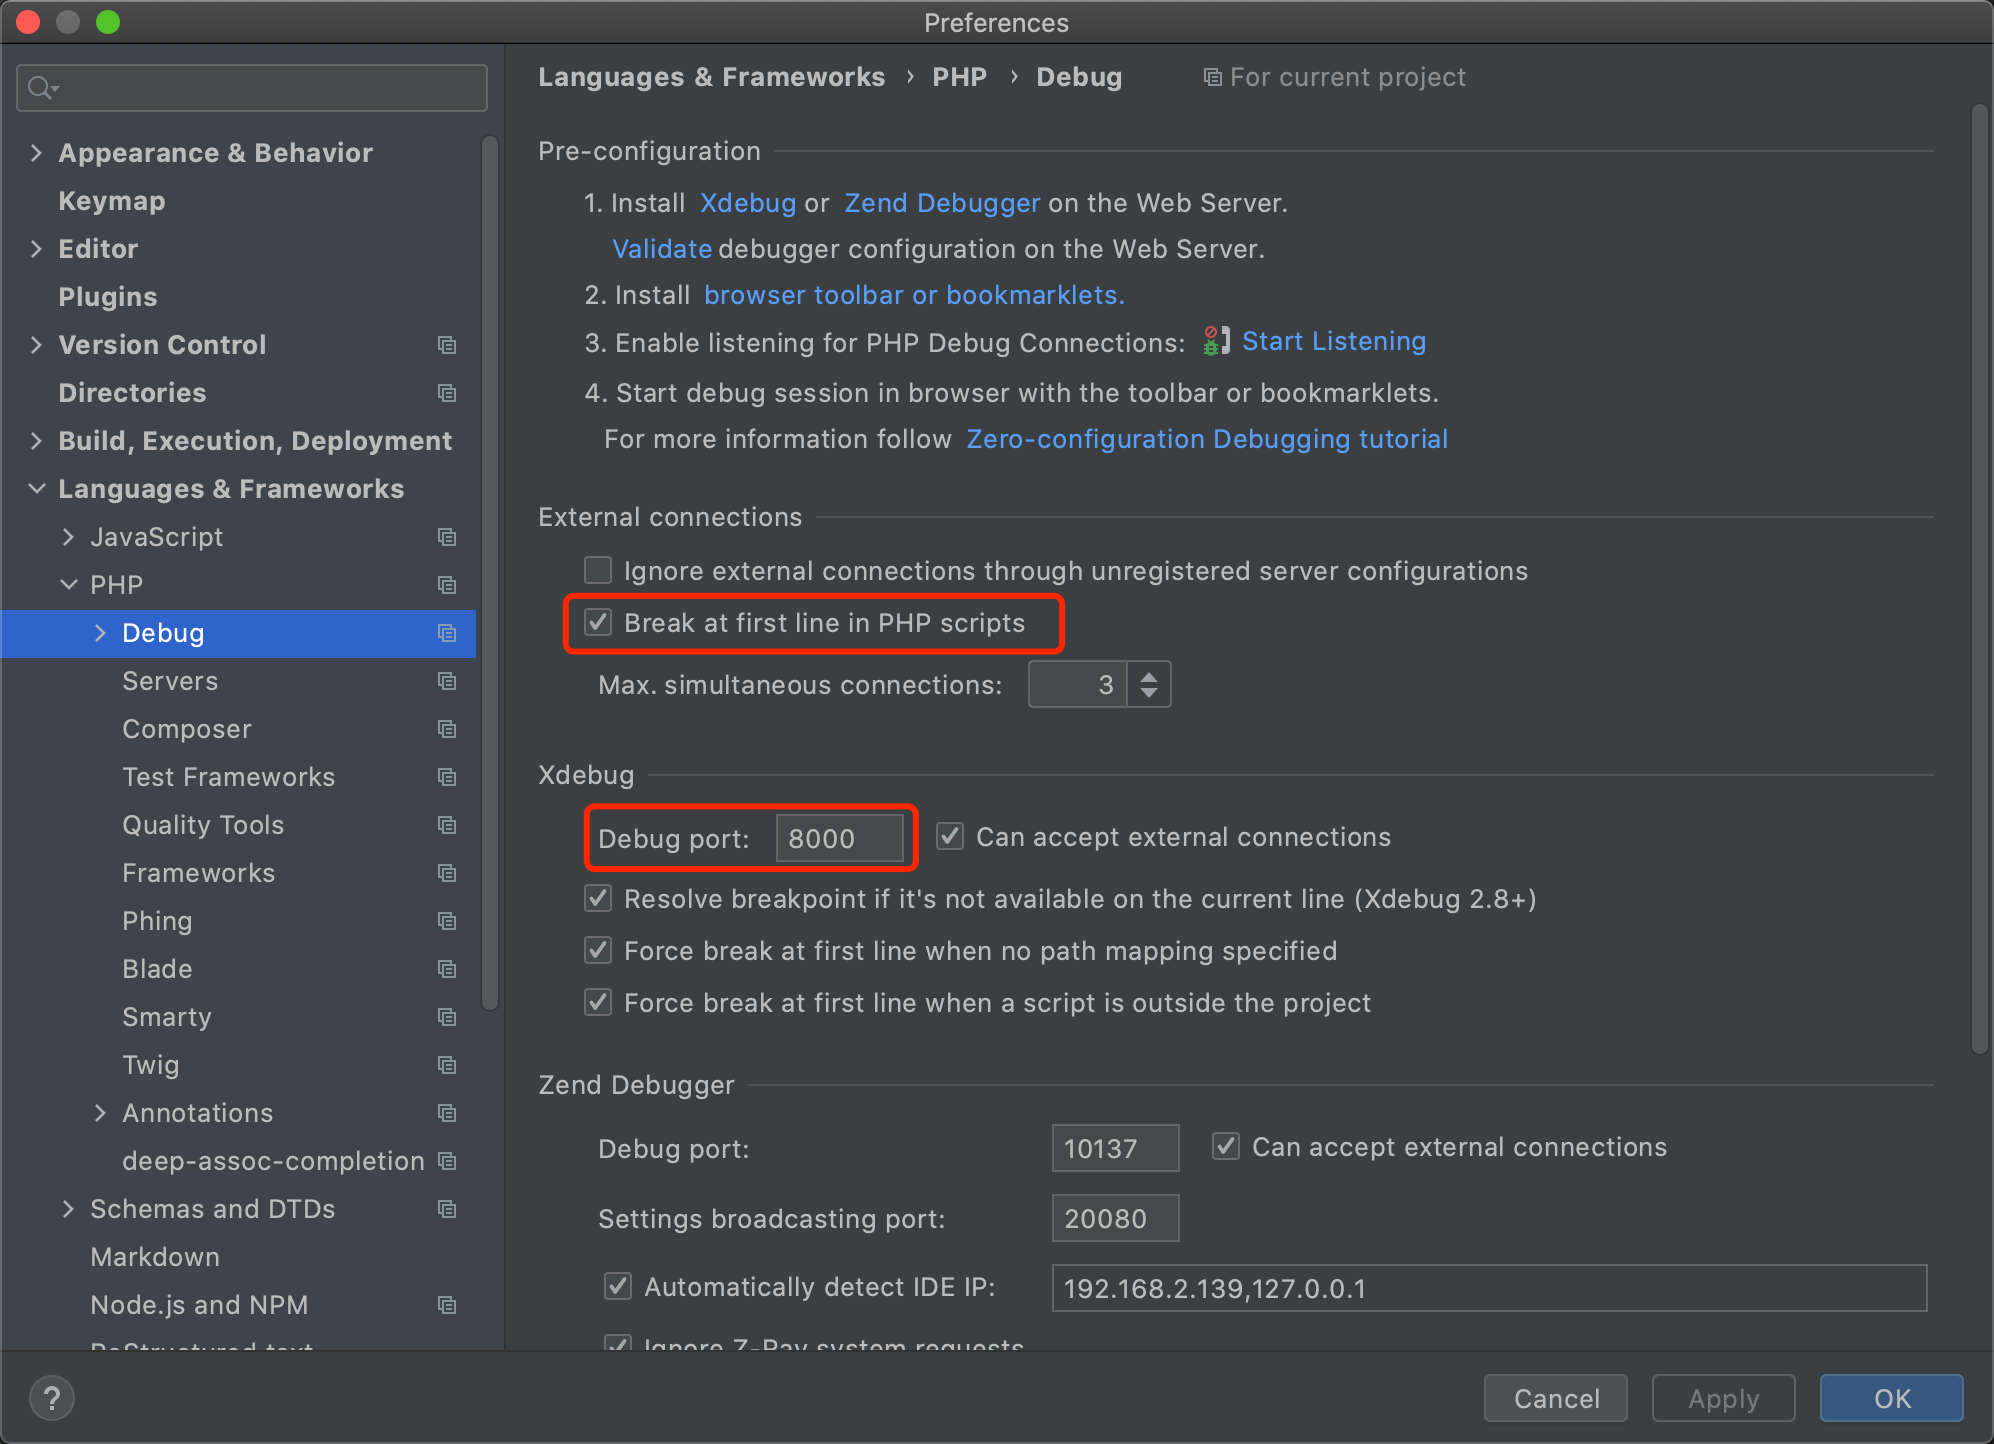 Preferences
Languages & Frameworks › PHP › Debug
For current project
Appearance & Behavior
Keymap
Editor
Plugins
Version Control
Directories
Build, Execution, Deployment
Languages & Frameworks
JavaScript
PHP
Debug
Servers
Composer
Test Frameworks
Quality Tools
Frameworks
Phing
Blade
Smarty
Twig
Annotations
deep-assoc-completion
Schemas and DTDs
Markdown
Node.js and NPM
ReStructured text
Pre-configuration
1. Install Xdebug or Zend Debugger on the Web Server.
Validate debugger configuration on the Web Server.
2. Install browser toolbar or bookmarklets.
3. Enable listening for PHP Debug Connections: Start Listening
4. Start debug session in browser with the toolbar or bookmarklets.
For more information follow Zero-configuration Debugging tutorial
External connections
Ignore external connections through unregistered server configurations
Break at first line in PHP scripts
Max. simultaneous connections: 3
Xdebug
Debug port: 8000 Can accept external connections
Resolve breakpoint if it's not available on the current line (Xdebug 2.8+)
Force break at first line when no path mapping specified
Force break at first line when a script is outside the project
Zend Debugger
Debug port: 10137 Can accept external connections
Settings broadcasting port: 20080
Automatically detect IDE IP: 192.168.2.139,127.0.0.1
Ignore Z-Ray system requests
?
Cancel
Apply
OK